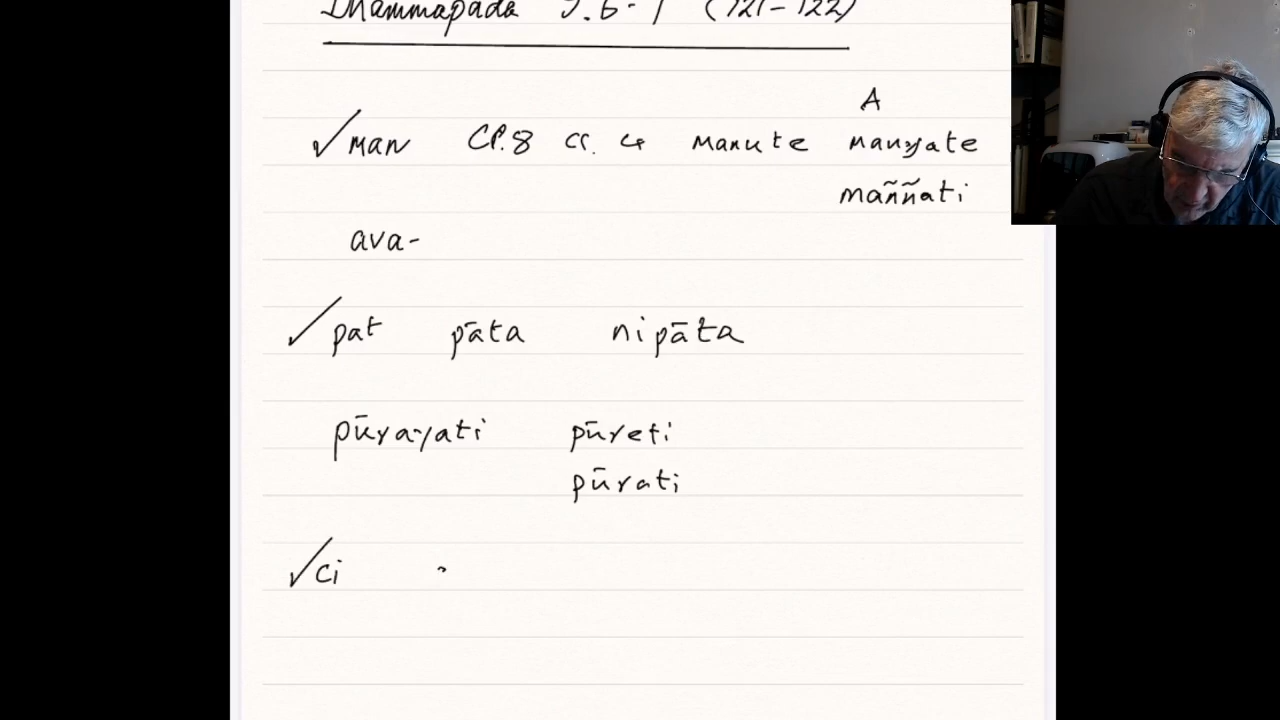 Dhammapada 9.6-7 (121-122)
A
√man CP.8 Cl. 4 manute manyate
maññati
ava-
√pat pāta nipāta
pūrayati pūreti
pūrati
√ci